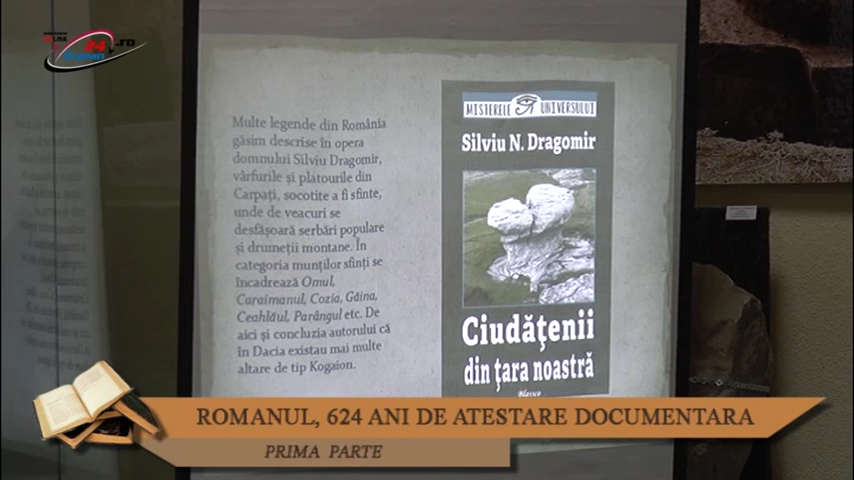 24.ro
Multe legende din România
găsim descrise în opera
domnului Silviu Dragomir,
vârfurile și platourile din
Carpați, socotite a fi sfinte,
unde de veacuri se
desfășoară serbări populare
și drumeții montane. În
categoria munților sfinți se
încadrează Omul,
Caraimanul, Cozia, Găina,
Ceahlăul, Parângul etc. De
aici și concluzia autorului că
în Dacia existau mai multe
altare de tip Kogaion.
MISTERELE UNIVERSULUI
Silviu N. Dragomir
Ciudățenii
din țara noastră
ROMANUL, 624 ANI DE ATESTARE DOCUMENTARA
PRIMA PARTE